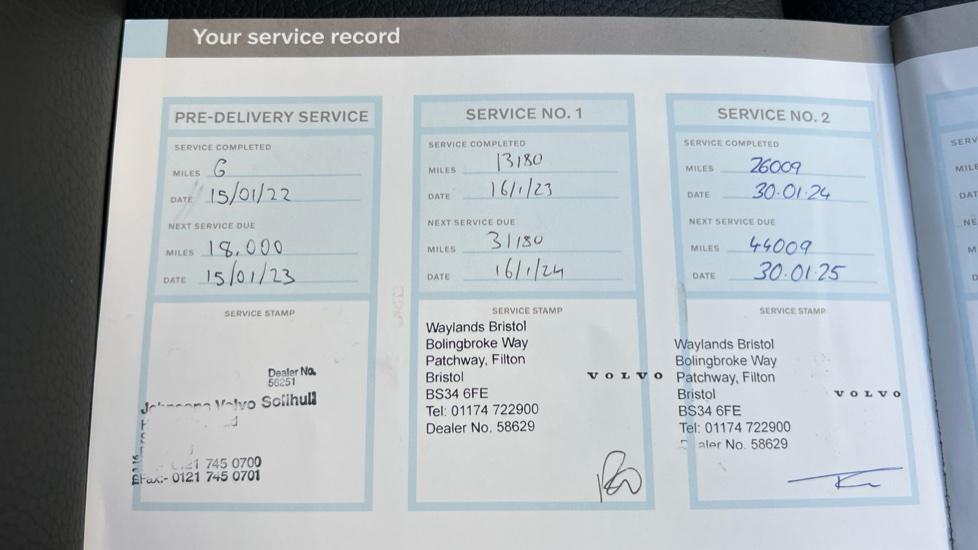 Your service record
PRE-DELIVERY SERVICE
SERVICE COMPLETED
MILES 6
DATE 15/01/22
NEXT SERVICE DUE
MILES 18,000
DATE 15/01/23
SERVICE STAMP
Dealer No.
56251
Volvo Solihull
745 0700
Fax:- 0121 745 0701
SERVICE NO. 1
SERVICE COMPLETED
MILES 13180
DATE 16/1/23
NEXT SERVICE DUE
MILES 31180
DATE 16/1/24
SERVICE STAMP
Waylands Bristol
Bolingbroke Way
Patchway, Filton
Bristol
VOLVO
BS34 6FE
Tel: 01174 722900
Dealer No. 58629
SERVICE NO. 2
SERVICE COMPLETED
MILES 26009
DATE 30.01.24
NEXT SERVICE DUE
MILES 44009
DATE 30.01.25
SERVICE STAMP
Waylands Bristol
Bolingbroke Way
Patchway, Filton
Bristol
VOLVO
BS34 6FE
Tel: 01174 722900
aler No. 58629
SERV
MILE
DAT
NE
M